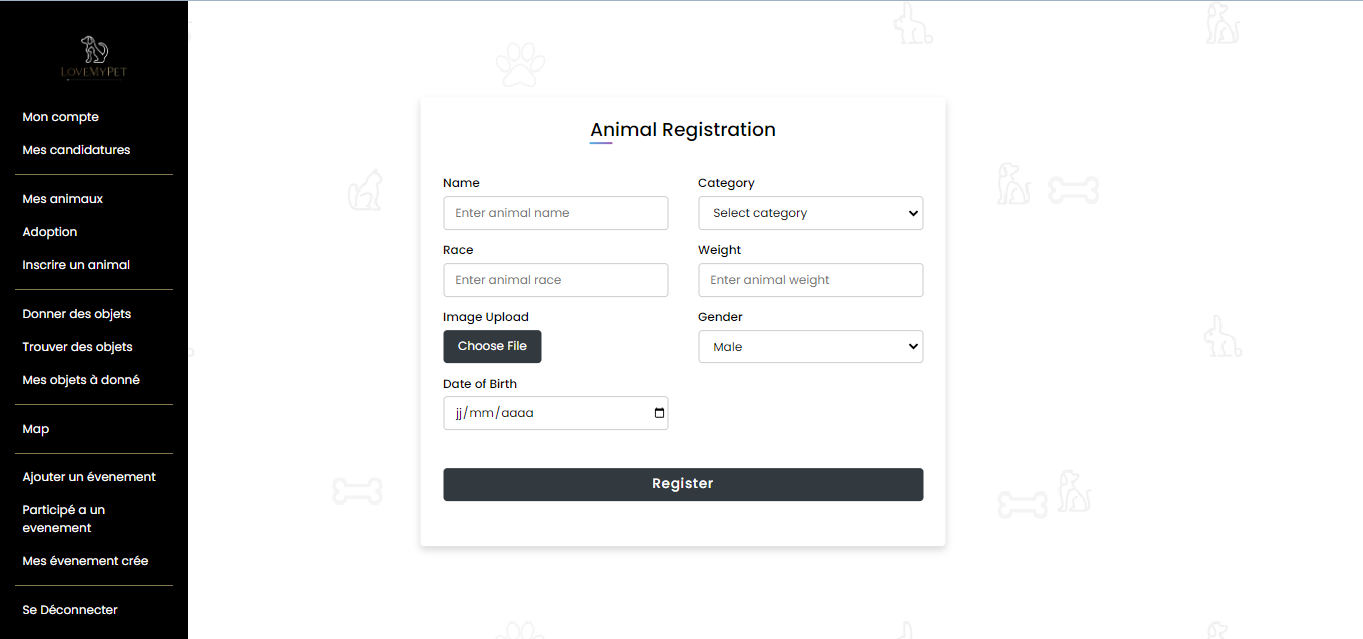 LOVEMYPET
Mon compte
Mes candidatures
Mes animaux
Adoption
Inscrire un animal
Donner des objets
Trouver des objets
Mes objets à donné
Map
Ajouter un évenement
Participé a un
evenement
Mes évenement crée
Se Déconnecter
Animal Registration
Name
Category
Enter animal name
Select category
Race
Weight
Enter animal race
Enter animal weight
Image Upload
Gender
Choose File
Male
Date of Birth
jj/mm/aaaa
Register